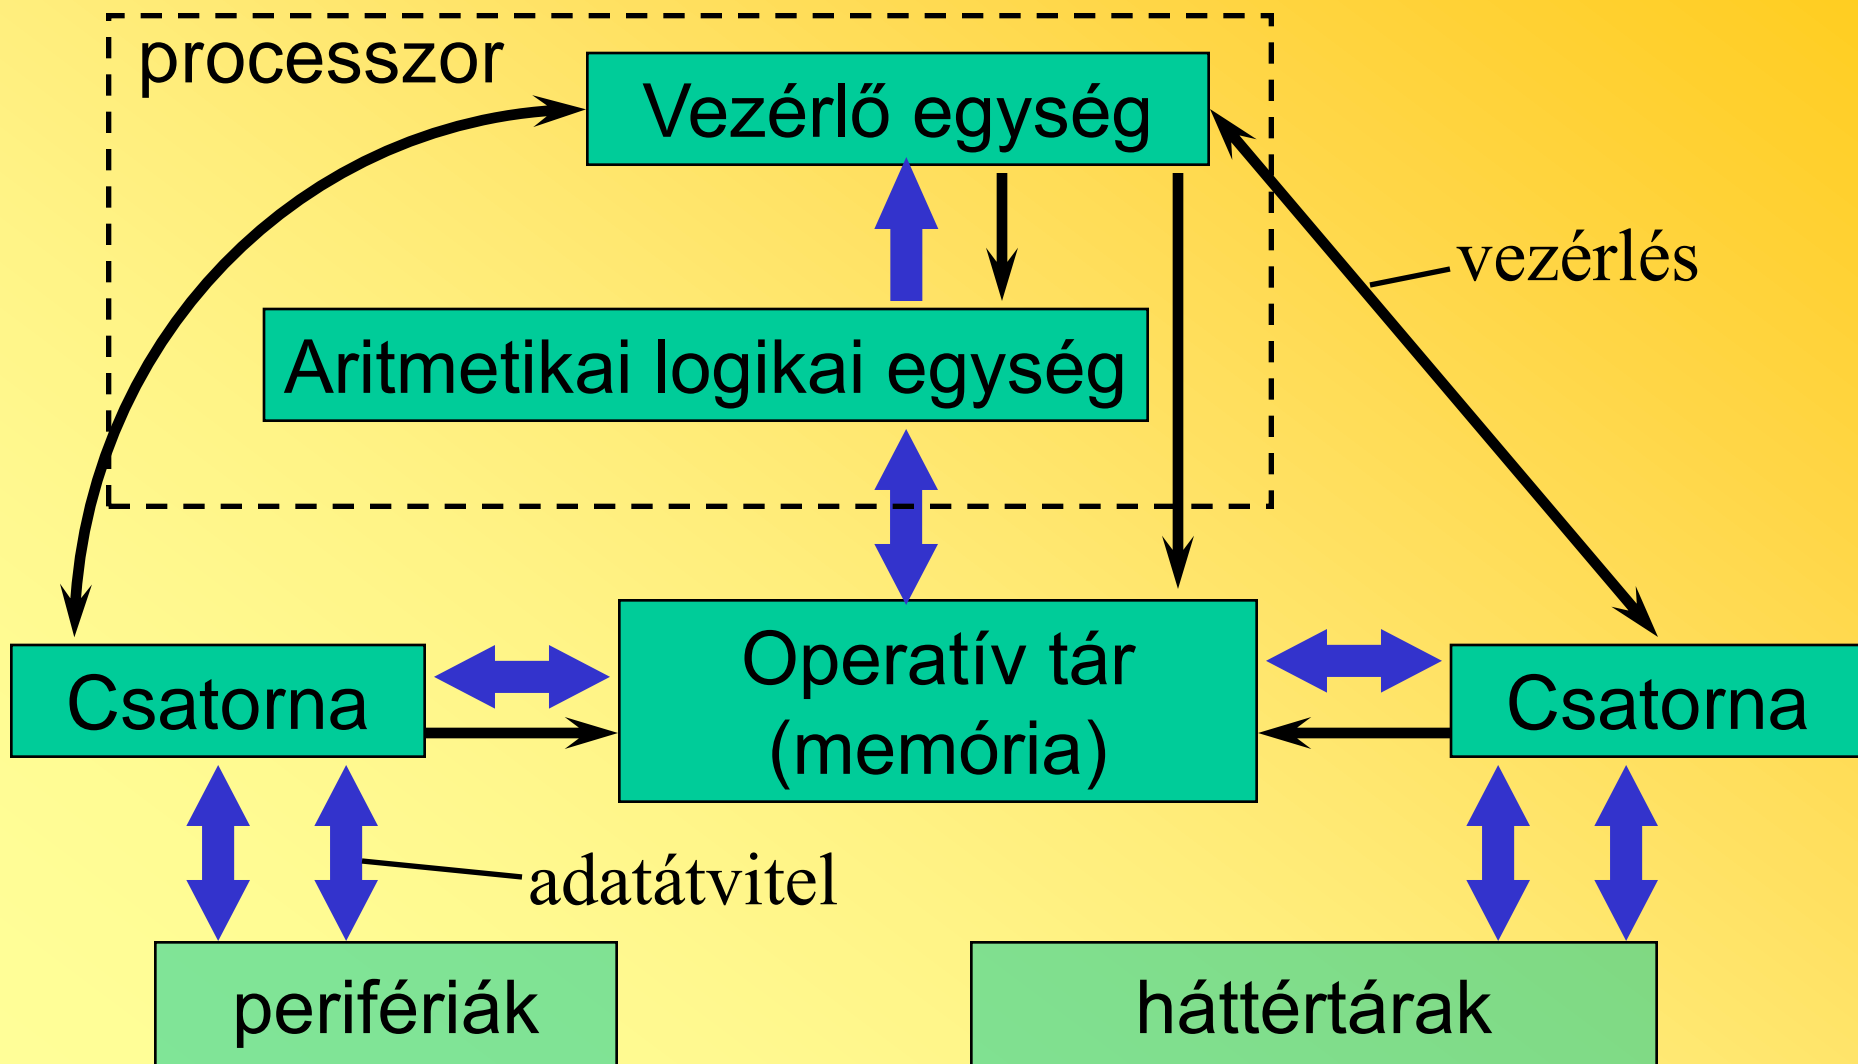 processzor
Vezérlő egység
vezérlés
Aritmetikai logikai egység
Operatív tár
(memória)
Csatorna
Csatorna
adatátvitel
perifériák
háttértárak